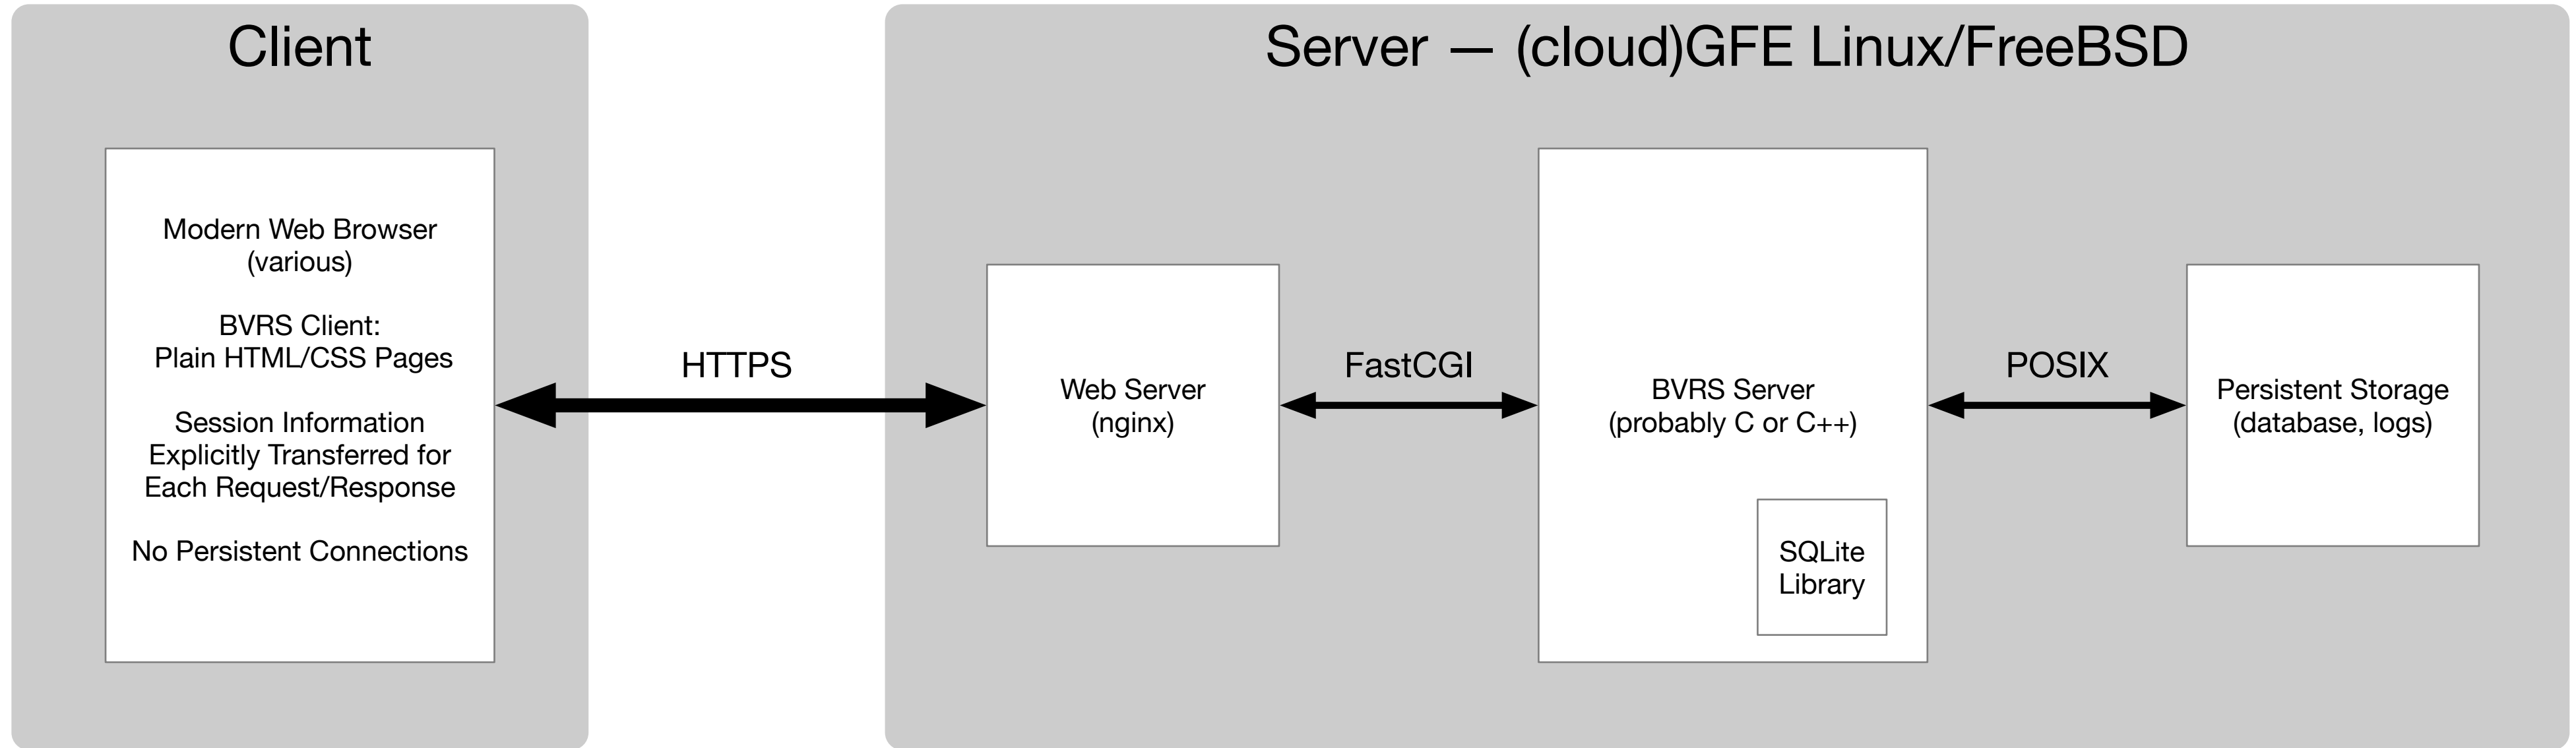 Client
Modern Web Browser
(various)
BVRS Client:
Plain HTML/CSS Pages
Session Information
Explicitly Transferred for
Each Request/Response
No Persistent Connections
HTTPS
Server — (cloud)GFE Linux/FreeBSD
Web Server
(nginx)
FastCGI
BVRS Server
(probably C or C++)
SQLite
Library
POSIX
Persistent Storage
(database, logs)